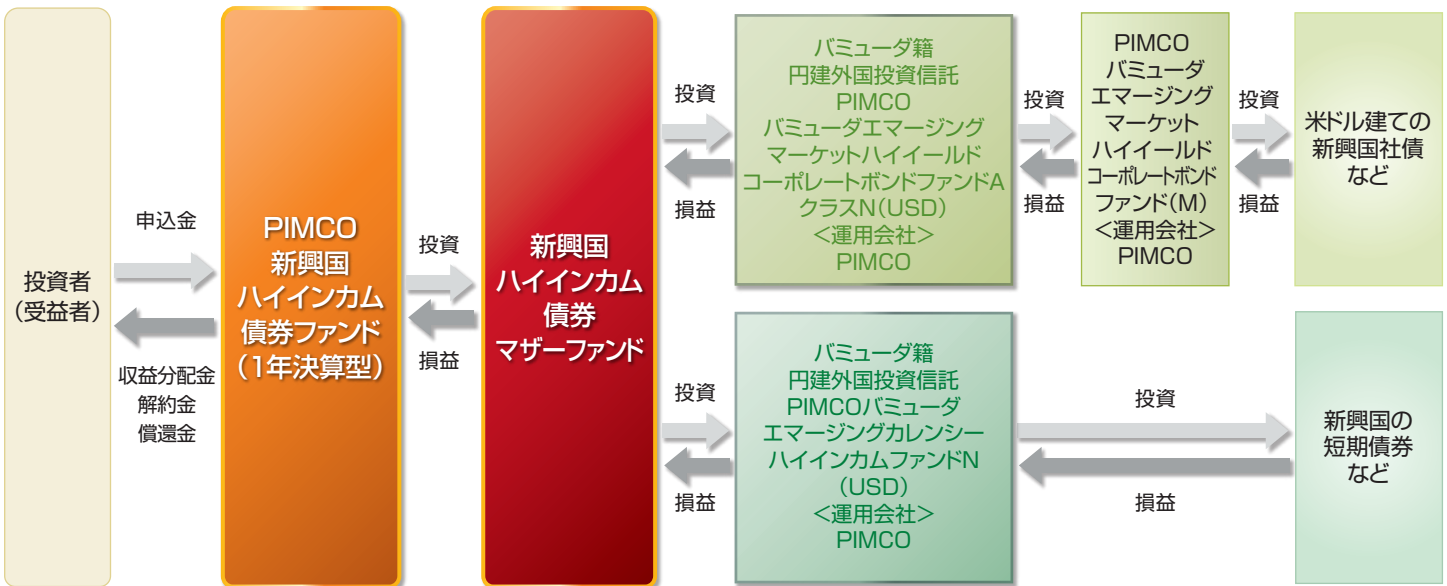 投資者
(受益者)
申込金
収益分配金
解約金
償還金
PIMCO
新興国
ハイインカム
債券ファンド
(1年決算型)
投資
損益
新興国
ハイインカム
債券
マザーファンド
投資
損益
バミューダ籍
円建外国投資信託
PIMCO
バミューダエマージング
マーケットハイイールド
コーポレートボンドファンドA
クラスN(USD)
<運用会社>
PIMCO
投資
損益
PIMCO
バミューダ
エマージング
マーケット
ハイイールド
コーポレートボンド
ファンド(M)
<運用会社>
PIMCO
投資
損益
米ドル建ての
新興国社債
など
投資
損益
バミューダ籍
円建外国投資信託
PIMCOバミューダ
エマージングカレンシー
ハイインカムファンドN
(USD)
<運用会社>
PIMCO
投資
損益
新興国の
短期債券
など